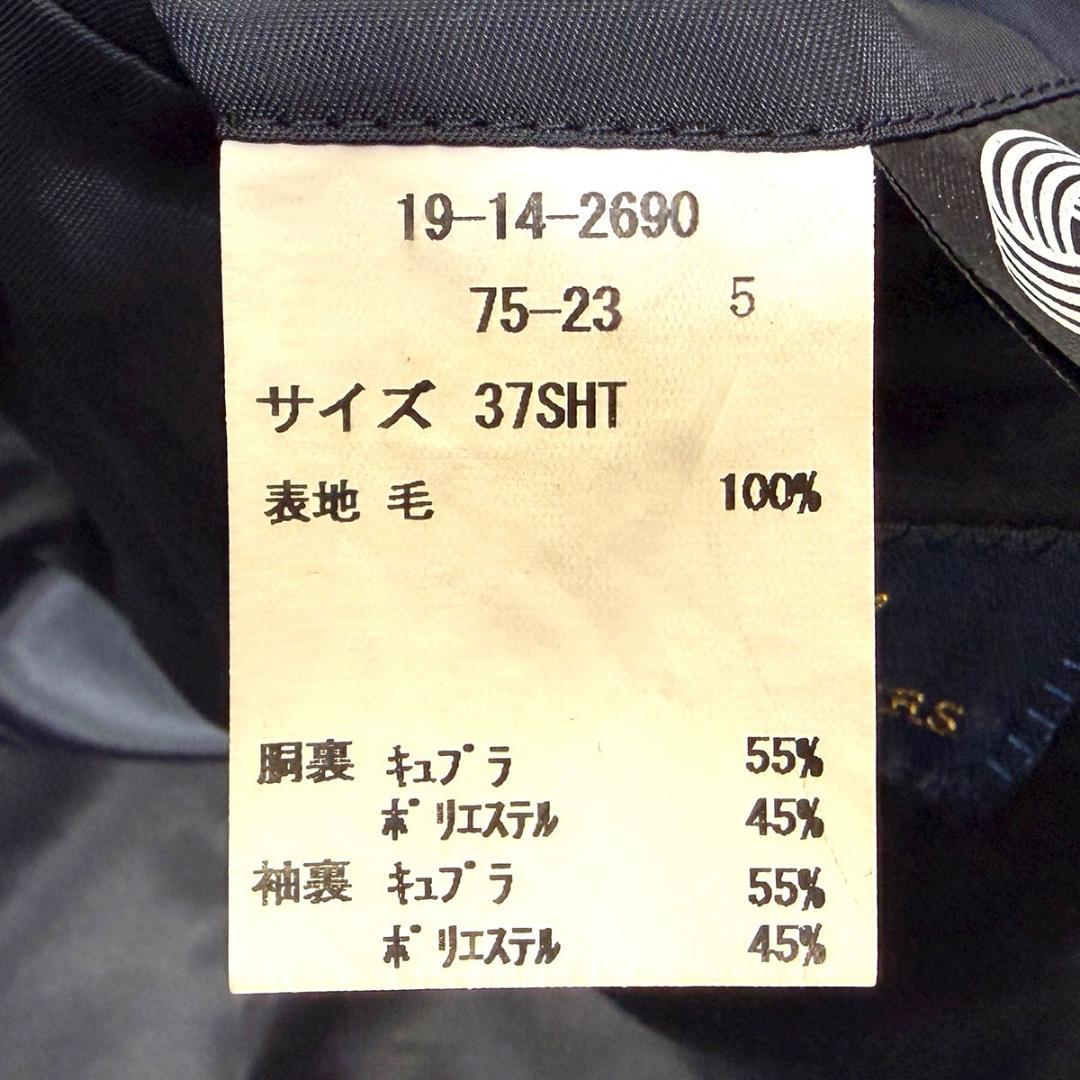 19-14-2690
75-23 5
サイズ 37SHT
表地 毛 100%
胴裏 キュプラ 55%
ポリエステル 45%
袖裏 キュプラ 55%
ポリエステル 45%